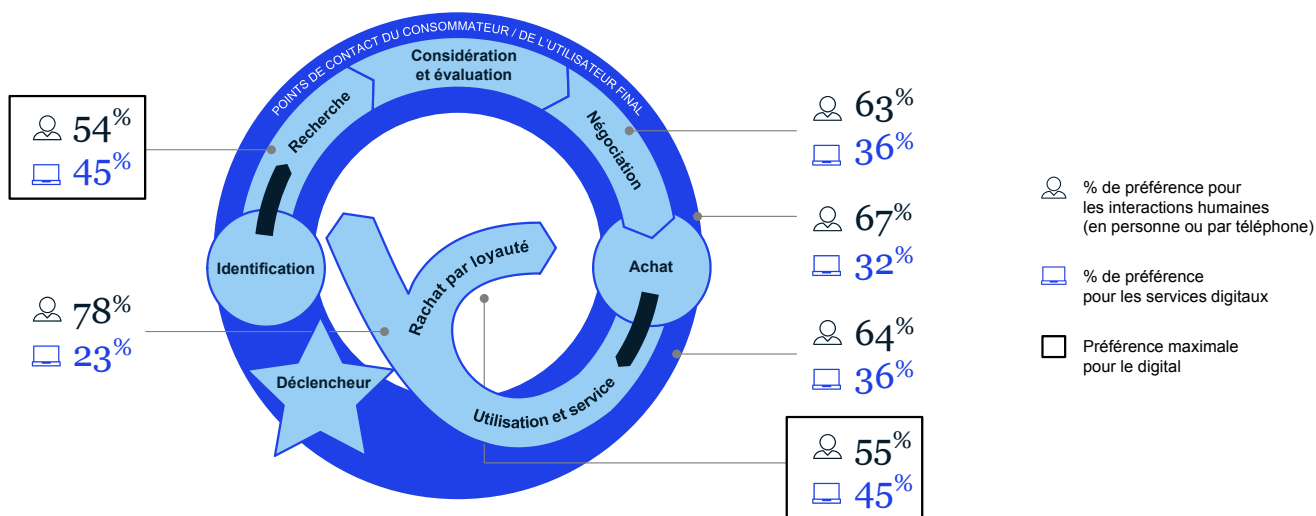 POINTS DE CONTACT DU CONSOMMATEUR / DE L'UTILISATEUR FINAL
Considération
et évaluation
Recherche
Négociation
54%
45%
63%
36%
67%
32%
Identification
Achat
Rachat par loyauté
78%
23%
64%
36%
Déclencheur
Utilisation et service
55%
45%
% de préférence pour
les interactions humaines
(en personne ou par téléphone)
% de préférence
pour les services digitaux
Préférence maximale
pour le digital